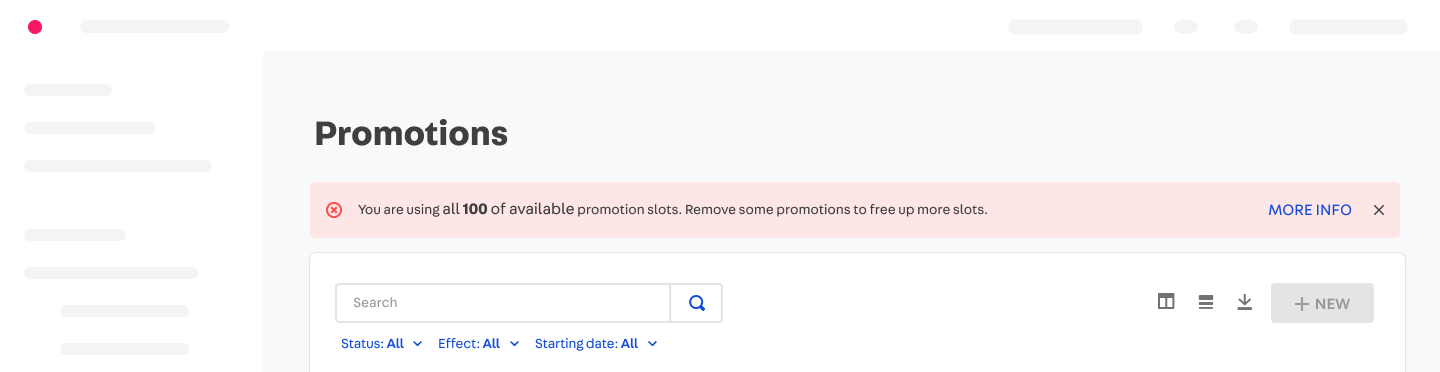 Promotions
You are using all 100 of available promotion slots. Remove some promotions to free up more slots. MORE INFO
Search
NEW
Status: All Effect: All Starting date: All